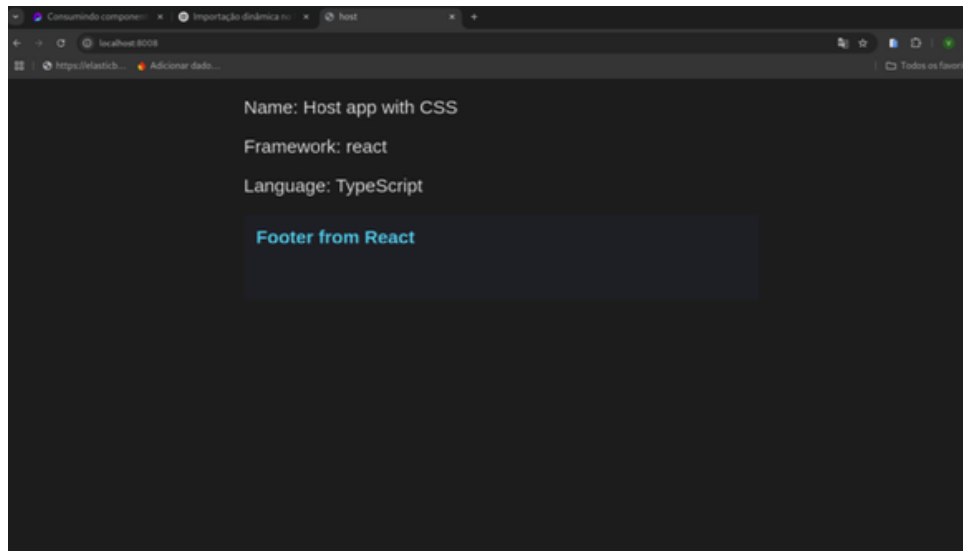 Consumindo componen
Importação dinâmica no
host
localhost:8008
https://elasticb...
Adicionar dado...
Todos os favori
Name: Host app with CSS
Framework: react
Language: TypeScript
Footer from React